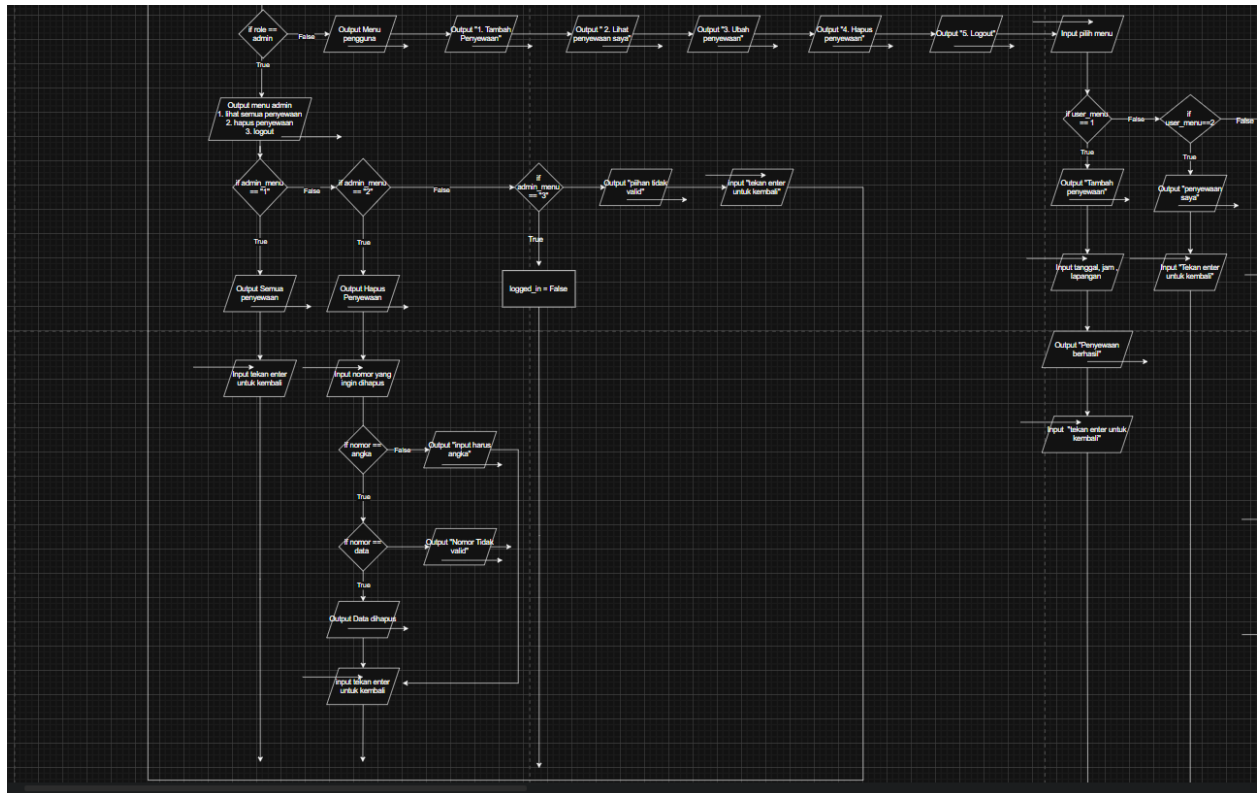 if role ==
admin
False
True
Output Menu
pengguna
Output "1. Tambah
Penyewaan"
Output " 2. Lihat
penyewaan saya"
Output "3. Ubah
penyewaan"
Output "4. Hapus
penyewaan"
Output "5. Logout"
Input pilih menu
Output menu admin
1. lihat semua penyewaan
2. hapus penyewaan
3. logout
if user_menu
== 1
False
True
if
user_menu==2
False
True
if admin_menu
== "1"
False
True
if admin_menu
== "2"
False
True
if
admin_menu
== "3"
True
Output "pilihan tidak
valid"
Input "tekan enter
untuk kembali"
Output "Tambah
penyewaan"
Output "penyewaan
saya"
Output Semua
penyewaan
Output Hapus
Penyewaan
logged_in = False
Input tanggal, jam ,
lapangan
Input "Tekan enter
untuk kembali"
Output "Penyewaan
berhasil"
Input tekan enter
untuk kembali
Input nomor yang
ingin dihapus
Input "tekan enter untuk
kembali"
if nomor ==
angka
False
True
Output "input harus
angka"
if nomor ==
data
True
Output "Nomor Tidak
valid"
Output Data dihapus
input tekan enter
untuk kembali